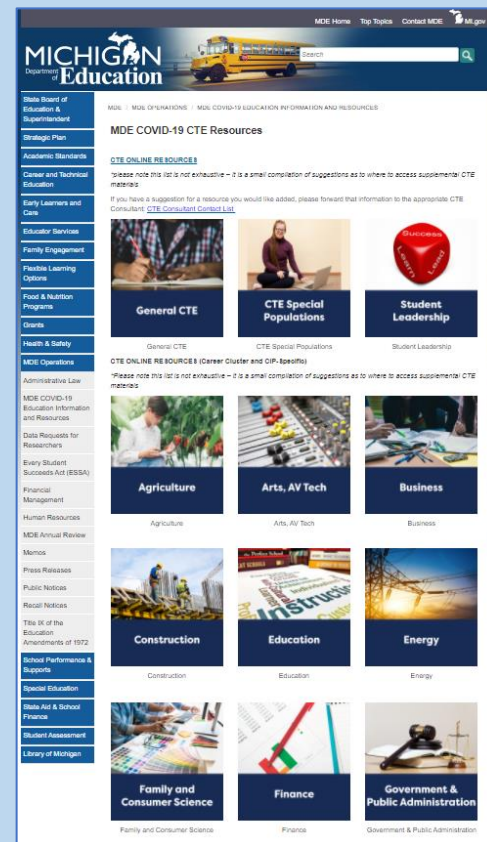 MDE Home Top Topics Contact MDE MI.gov
MICHIGAN
Department of Education
Search
State Board of
Education &
Superintendent
Strategic Plan
Academic Standards
Career and Technical
Education
Early Learners and
Care
Educator Services
Family Engagement
Flexible Learning
Options
Food & Nutrition
Programs
Grants
Health & Safety
MDE Operations
Administrative Law
MDE COVID-19
Education Information
and Resources
Data Requests for
Researchers
Every Student
Succeeds Act (ESSA)
Financial
Management
Human Resources
MDE Annual Review
Memos
Press Releases
Public Notices
Recall Notices
Title IX of the
Education
Amendments of 1972
School Performance &
Supports
Special Education
State Aid & School
Finance
Student Assessment
Library of Michigan
MDE / MDE OPERATIONS / MDE COVID-19 EDUCATION INFORMATION AND RESOURCES
MDE COVID-19 CTE Resources
CTE ONLINE RESOURCES
*please note this list is not exhaustive – it is a small compilation of suggestions as to where to access supplemental CTE
materials
If you have a suggestion for a resource you would like added, please forward that information to the appropriate CTE
Consultant: CTE Consultant Contact List
Success
Learn
Lead
General CTE
CTE Special
Populations
Student
Leadership
General CTE
CTE Special Populations
Student Leadership
CTE ONLINE RESOURCES (Career Cluster and CIP-Specific)
*Please note this list is not exhaustive – it is a small compilation of suggestions as to where to access supplemental CTE
materials
Agriculture
Arts, AV Tech
Business
Agriculture
Arts, AV Tech
Business
Construction
Education
Energy
Construction
Education
Energy
Family and
Consumer Science
Finance
Government &
Public Administration
Family and Consumer Science
Finance
Government & Public Administration